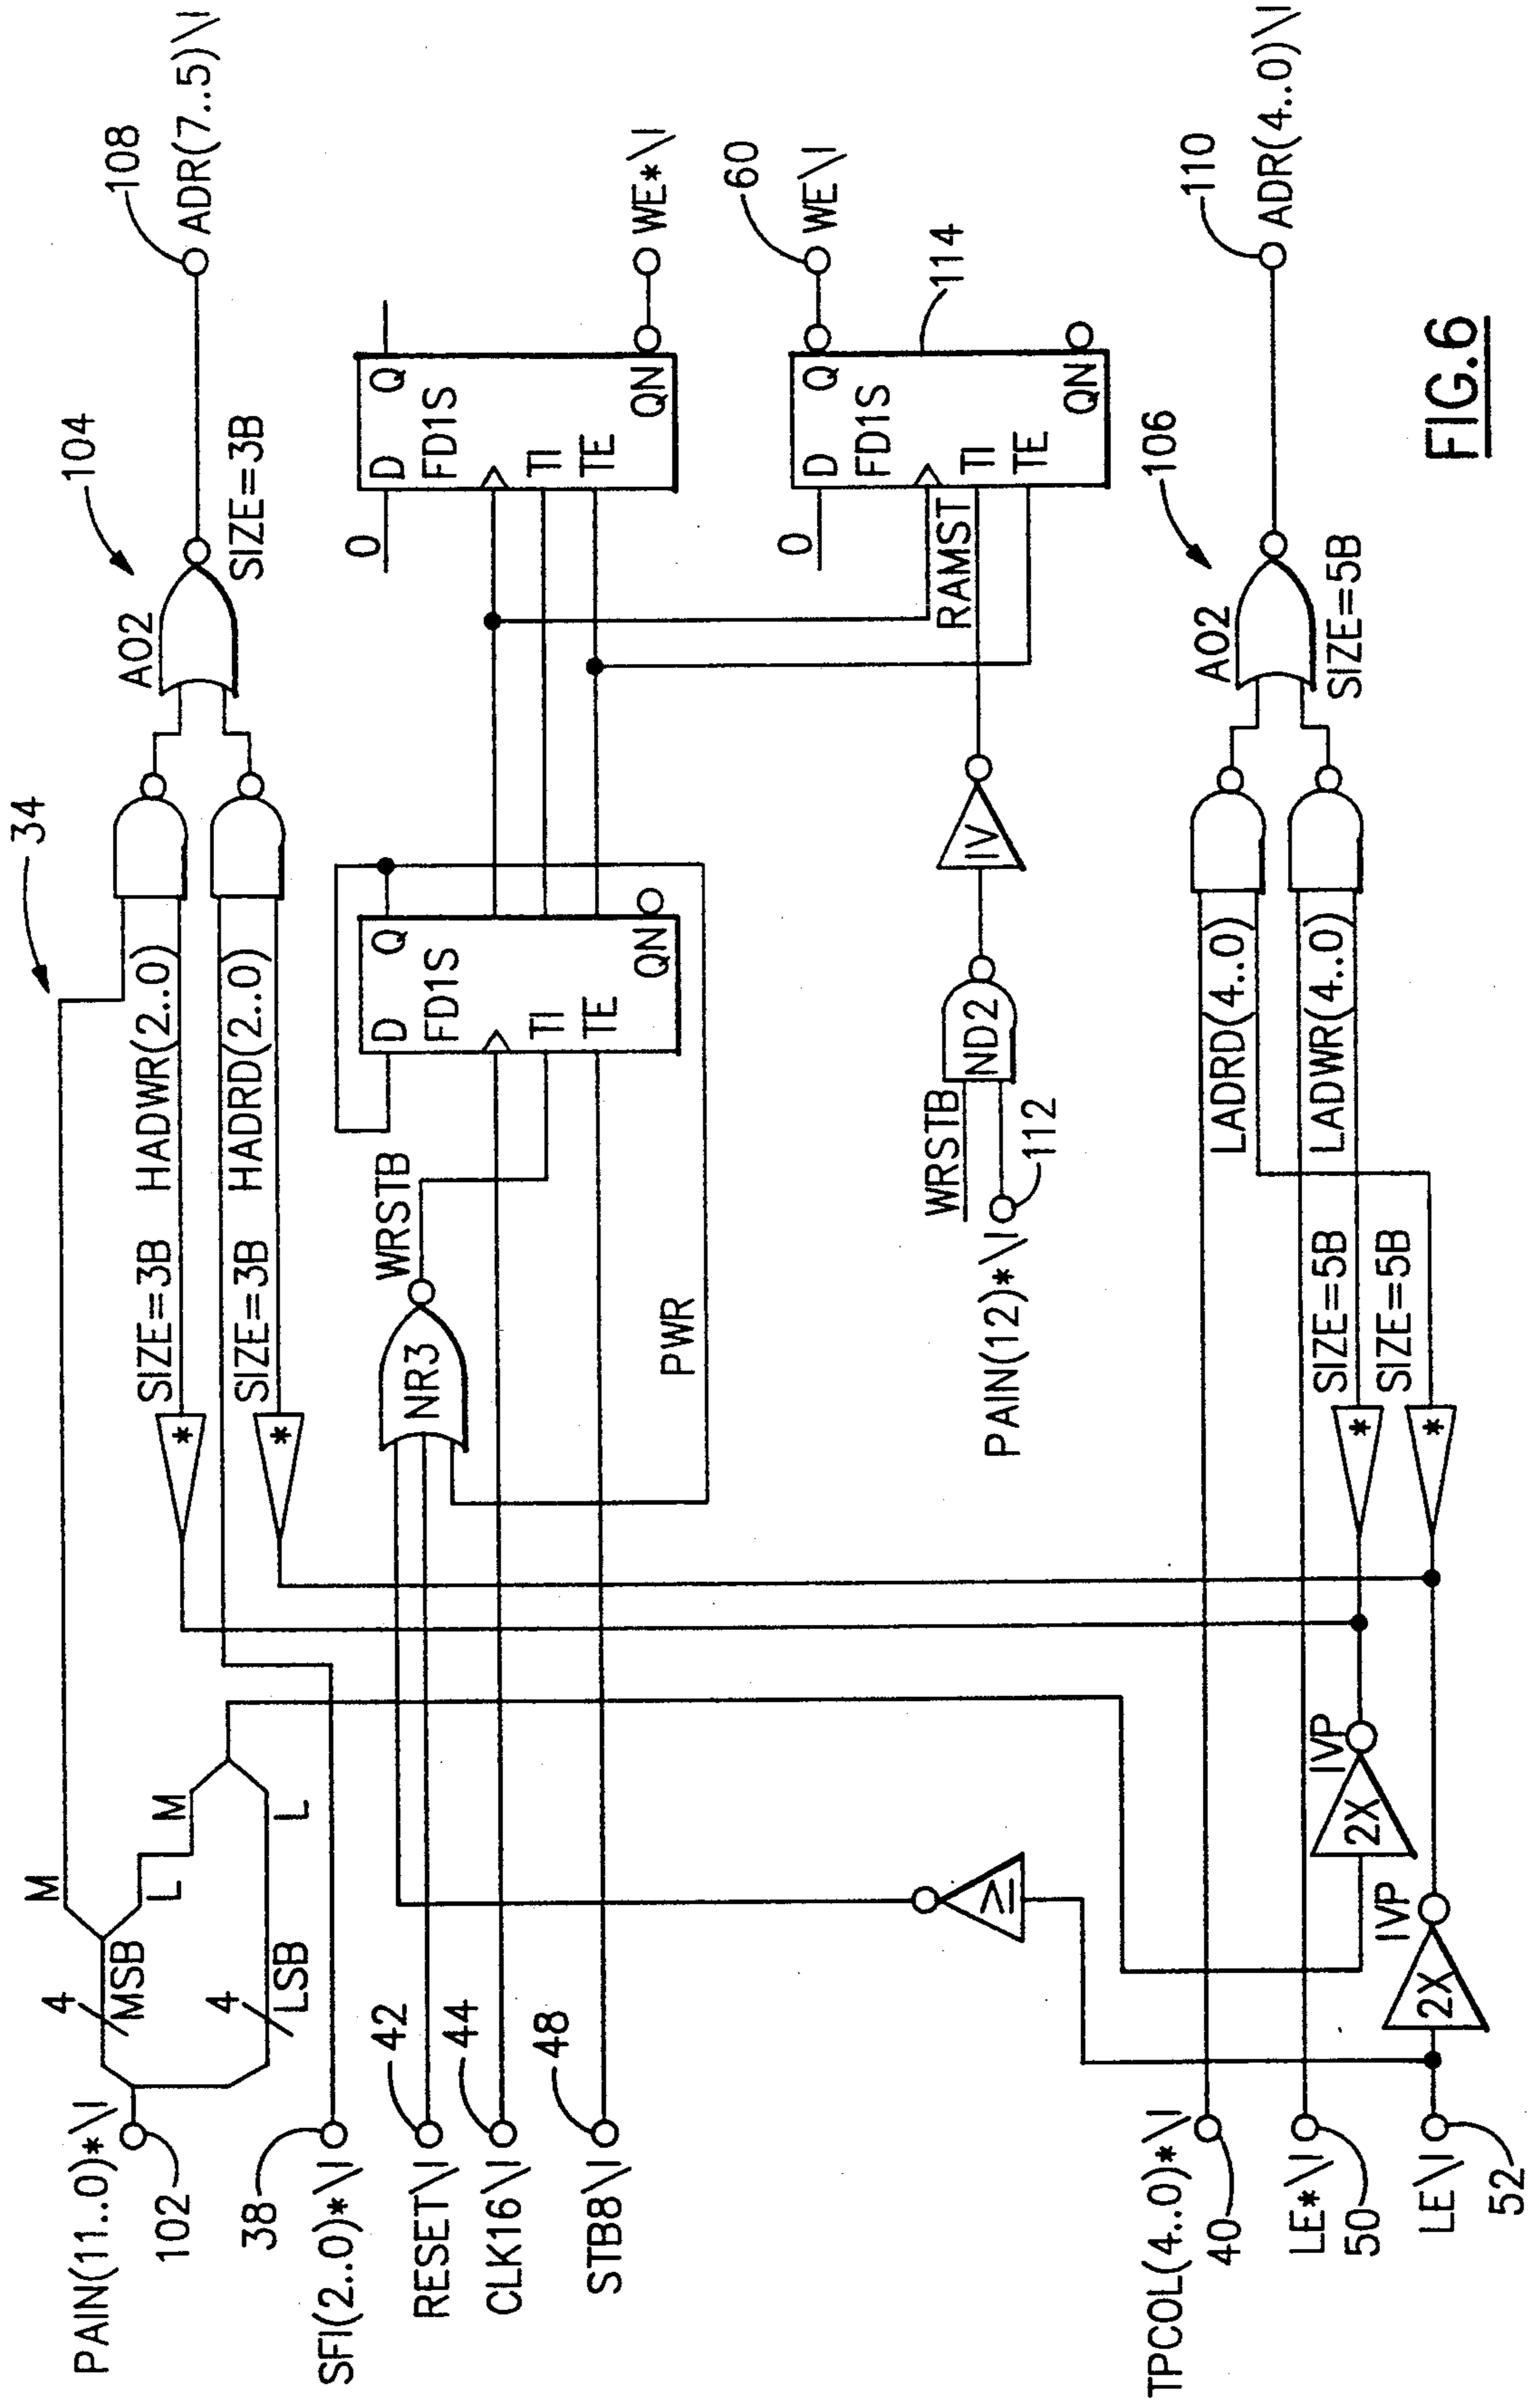 34
M
M
L
L
4
MSB
4
LSB
PAIN(11..0)*\I
102
38
SFI(2..0)*\I
SIZE=3B HADWR(2..0)
SIZE=3B HADRD(2..0)
*
*
AO2
104
SIZE=3B
108
ADR(7..5)\I
RESET\I
42
CLK16\I
44
STB8\I
48
NR3
WRSTB
PWR
D
Q
FD1S
TI
TE
QN
0
D
Q
FD1S
TI
TE
QN
WE*\I
WRSTB
PAIN(12)*\I
112
ND2
IV
RAMST
0
D
Q
FD1S
TI
TE
QN
114
60
WE\I
≥I
TPCOL(4..0)*\I
40
LE*\I
50
LE\I
52
2X
IVP
2X
IVP
SIZE=5B
*
SIZE=5B
*
LADRD(4..0)
LADWR(4..0)
AO2
106
SIZE=5B
110
ADR(4..0)\I
FIG.6